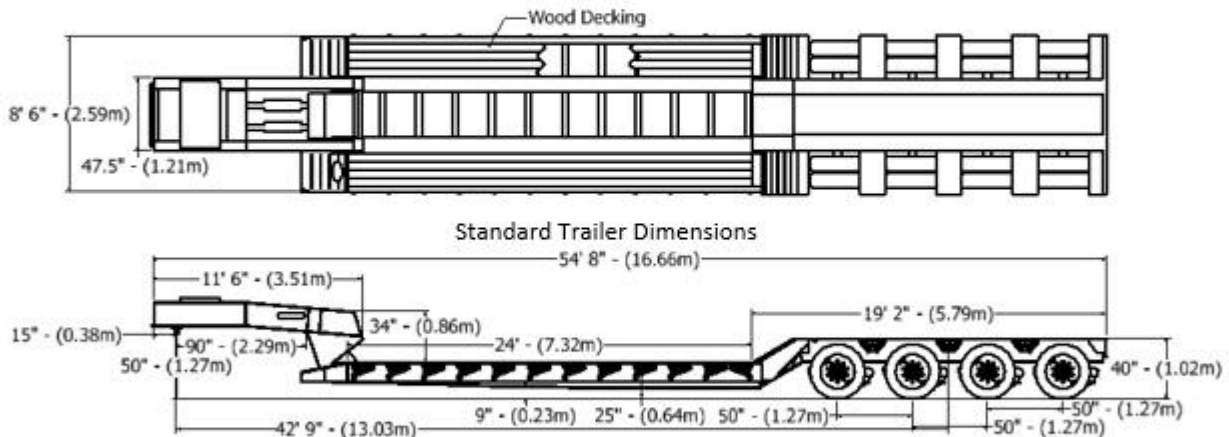 Wood Decking
8' 6" - (2.59m)
47.5" - (1.21m)
Standard Trailer Dimensions
54' 8" - (16.66m)
11' 6" - (3.51m)
34" - (0.86m)
19' 2" - (5.79m)
15" - (0.38m)
90" - (2.29m)
24' - (7.32m)
50" - (1.27m)
40" - (1.02m)
9" - (0.23m)
25" - (0.64m)
50" - (1.27m)
50" - (1.27m)
42' 9" - (13.03m)
50" - (1.27m)